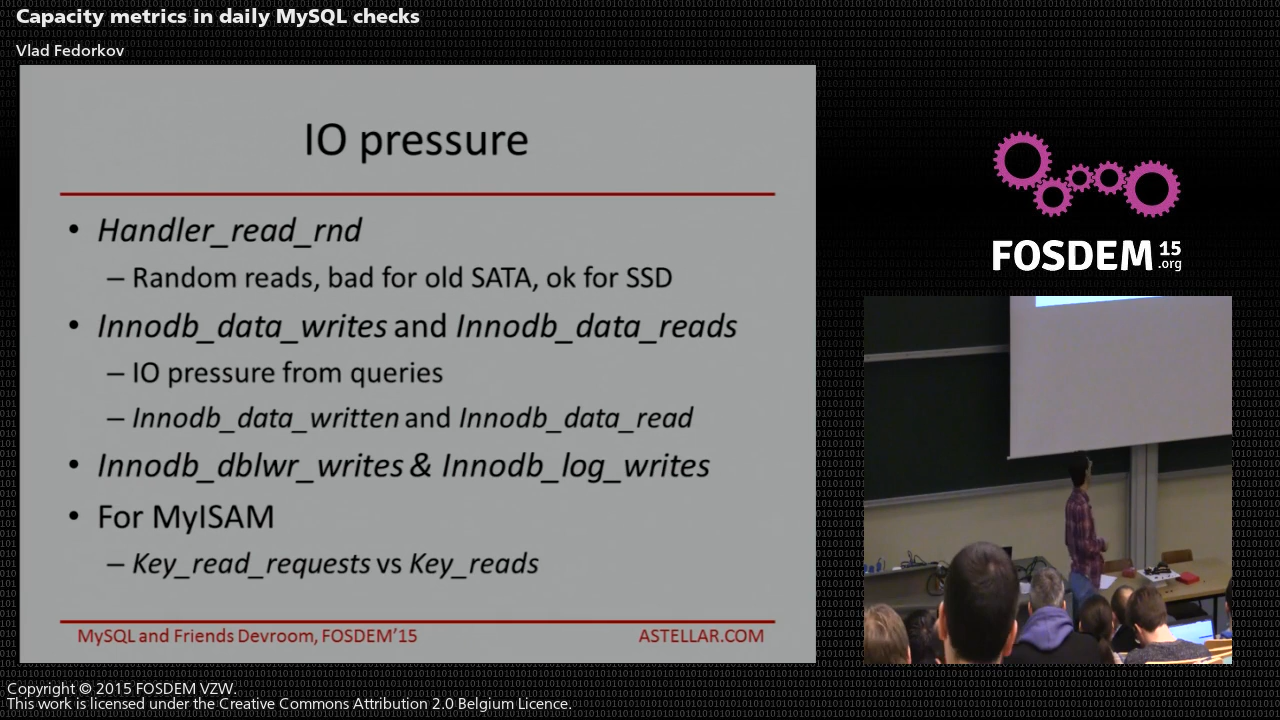 Capacity metrics in daily MySQL checks
Vlad Fedorkov
IO pressure
• Handler_read_rnd
– Random reads, bad for old SATA, ok for SSD
• Innodb_data_writes and Innodb_data_reads
– IO pressure from queries
– Innodb_data_written and Innodb_data_read
• Innodb_dblwr_writes & Innodb_log_writes
• For MyISAM
– Key_read_requests vs Key_reads
MySQL and Friends Devroom, FOSDEM'15
ASTELLAR.COM
FOSDEM 15
.org
Copyright © 2015 FOSDEM VZW.
This work is licensed under the Creative Commons Attribution 2.0 Belgium Licence.